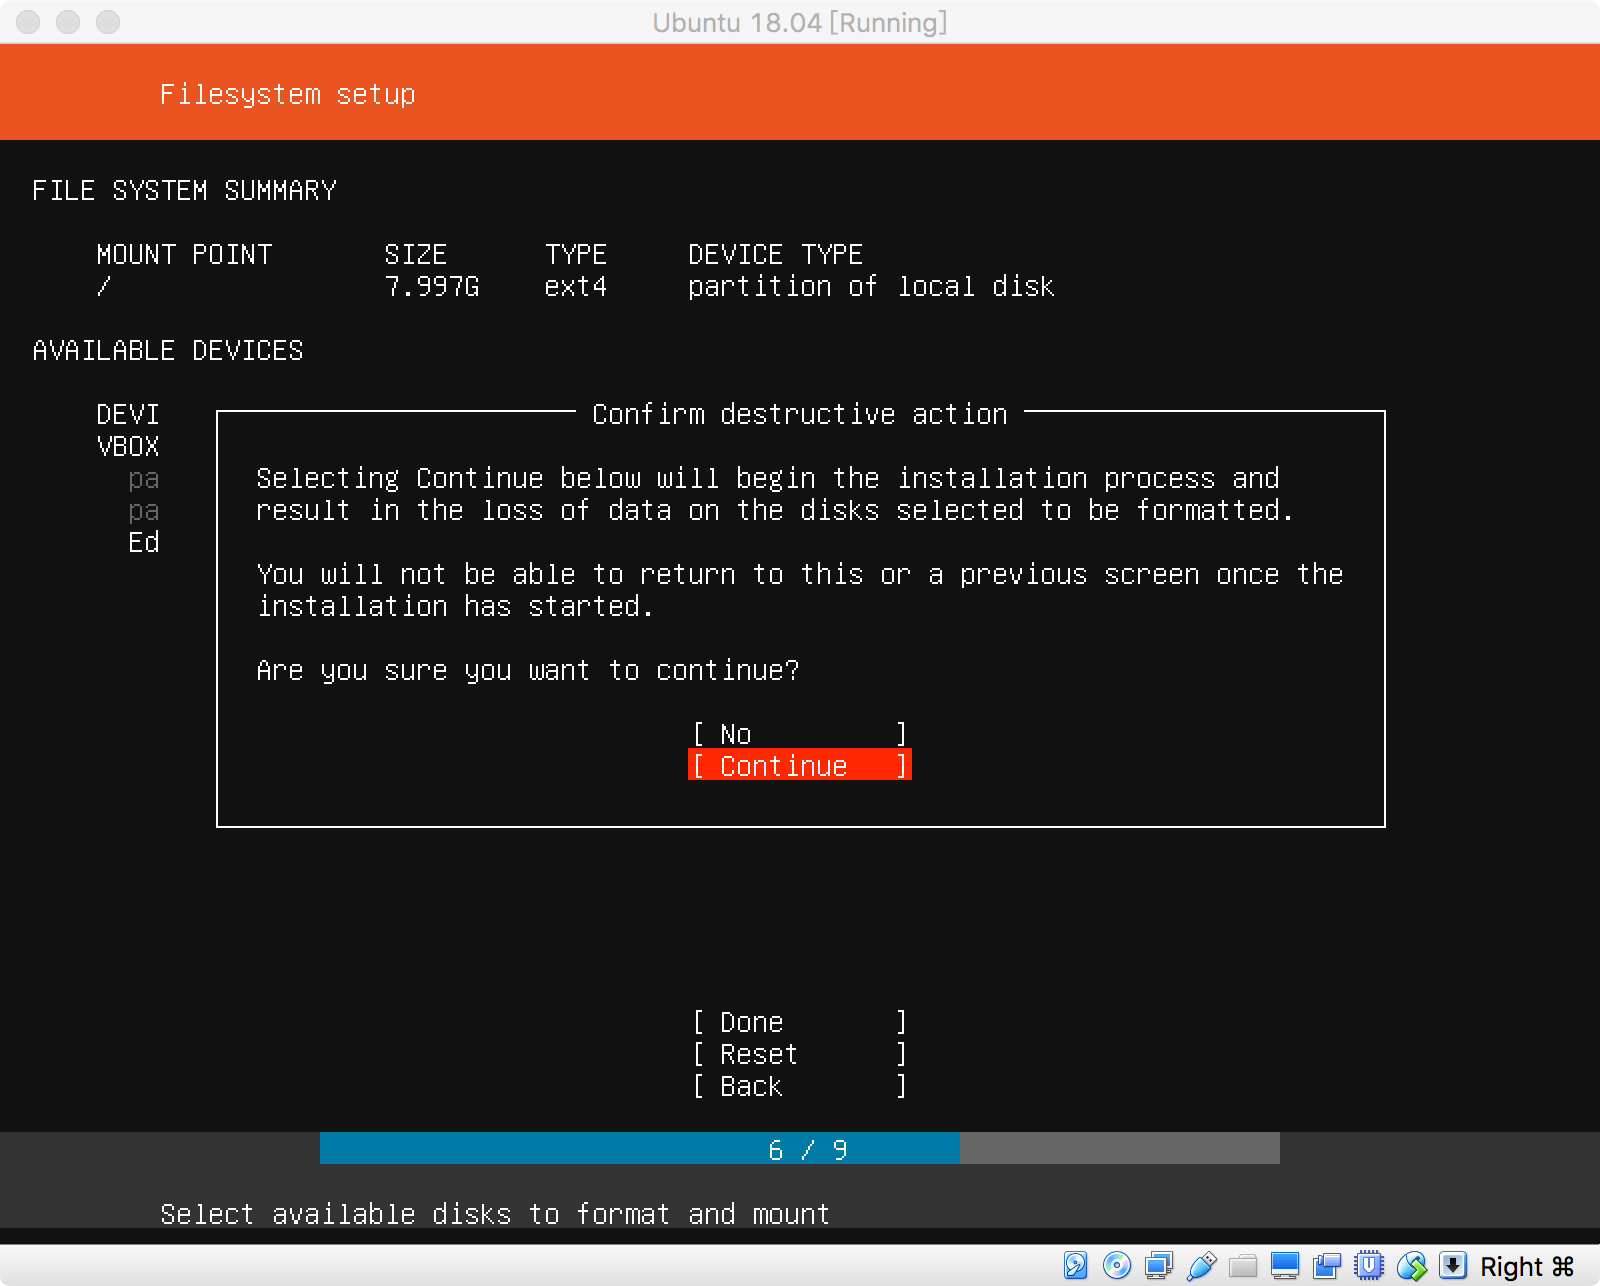 Ubuntu 18.04 [Running]
Filesystem setup
FILE SYSTEM SUMMARY
MOUNT POINT SIZE TYPE DEVICE TYPE
/ 7.997G ext4 partition of local disk
AVAILABLE DEVICES
DEVI
VBOX
pa
pa
Ed
Confirm destructive action
Selecting Continue below will begin the installation process and
result in the loss of data on the disks selected to be formatted.
You will not be able to return to this or a previous screen once the
installation has started.
Are you sure you want to continue?
[ No ]
[ Continue ]
[ Done ]
[ Reset ]
[ Back ]
6 / 9
Select available disks to format and mount
Right ⌘